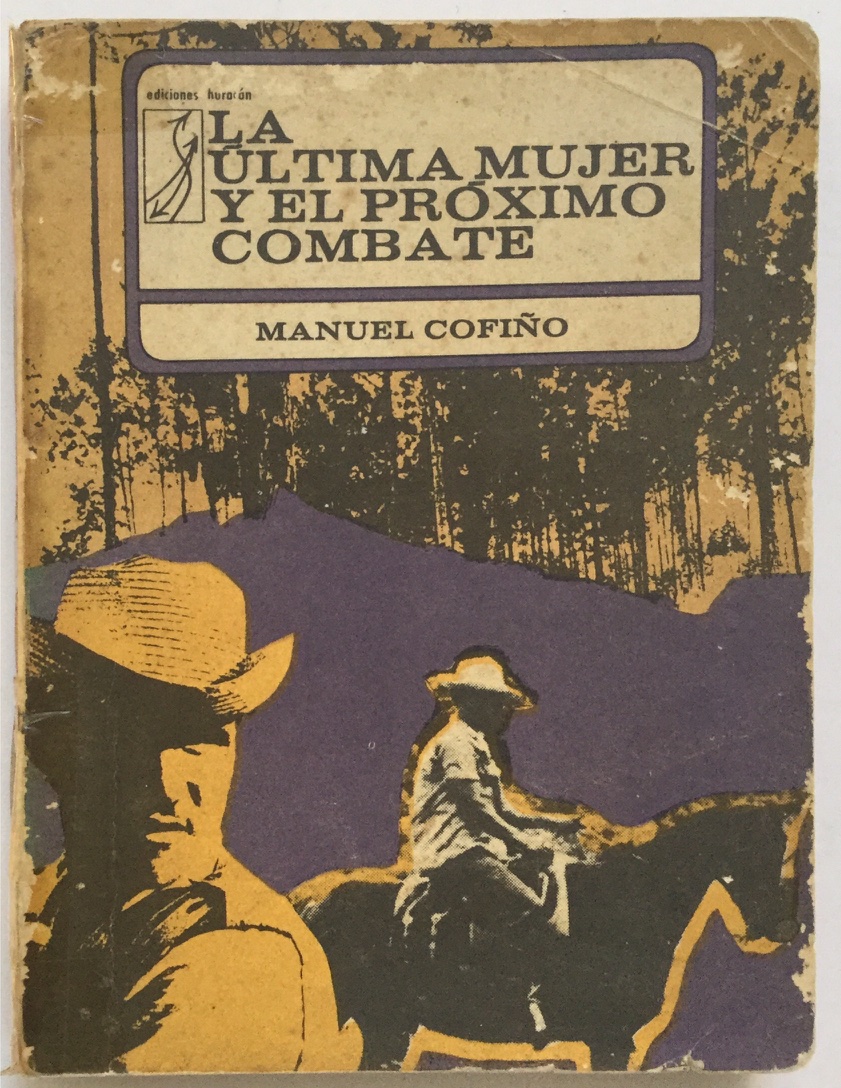 ediciones huracán
LA
ÚLTIMA MUJER
Y EL PRÓXIMO
COMBATE
MANUEL COFIÑO